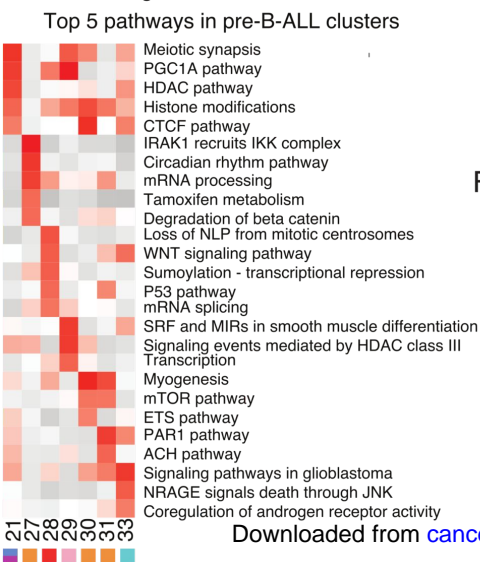 Top 5 pathways in pre-B-ALL clusters
Meiotic synapsis
PGC1A pathway
HDAC pathway
Histone modifications
CTCF pathway
IRAK1 recruits IKK complex
Circadian rhythm pathway
mRNA processing
Tamoxifen metabolism
Degradation of beta catenin
Loss of NLP from mitotic centrosomes
WNT signaling pathway
Sumoylation - transcriptional repression
P53 pathway
mRNA splicing
SRF and MIRs in smooth muscle differentiation
Signaling events mediated by HDAC class III
Transcription
Myogenesis
mTOR pathway
ETS pathway
PAR1 pathway
ACH pathway
Signaling pathways in glioblastoma
NRAGE signals death through JNK
Coregulation of androgen receptor activity
21 27 28 29 30 31 33
Downloaded from canc